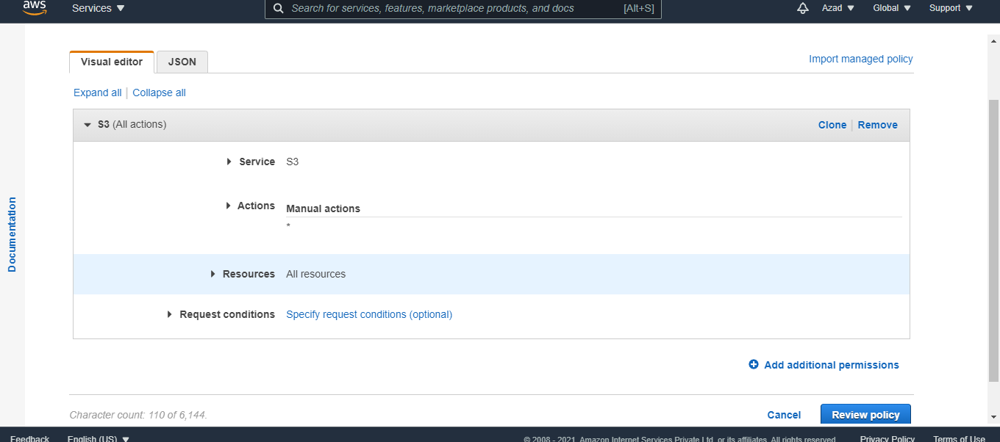 aws
Services
Search for services, features, marketplace products, and docs [Alt+S]
Azad
Global
Support
Visual editor
JSON
Import managed policy
Expand all | Collapse all
S3 (All actions)
Clone | Remove
Service S3
Actions Manual actions
*
Resources All resources
Request conditions Specify request conditions (optional)
Documentation
Add additional permissions
Character count: 110 of 6,144.
Cancel
Review policy
Feedback English (US) © 2008 - 2021, Amazon Internet Services Private Ltd. or its affiliates. All rights reserved. Privacy Policy Terms of Use